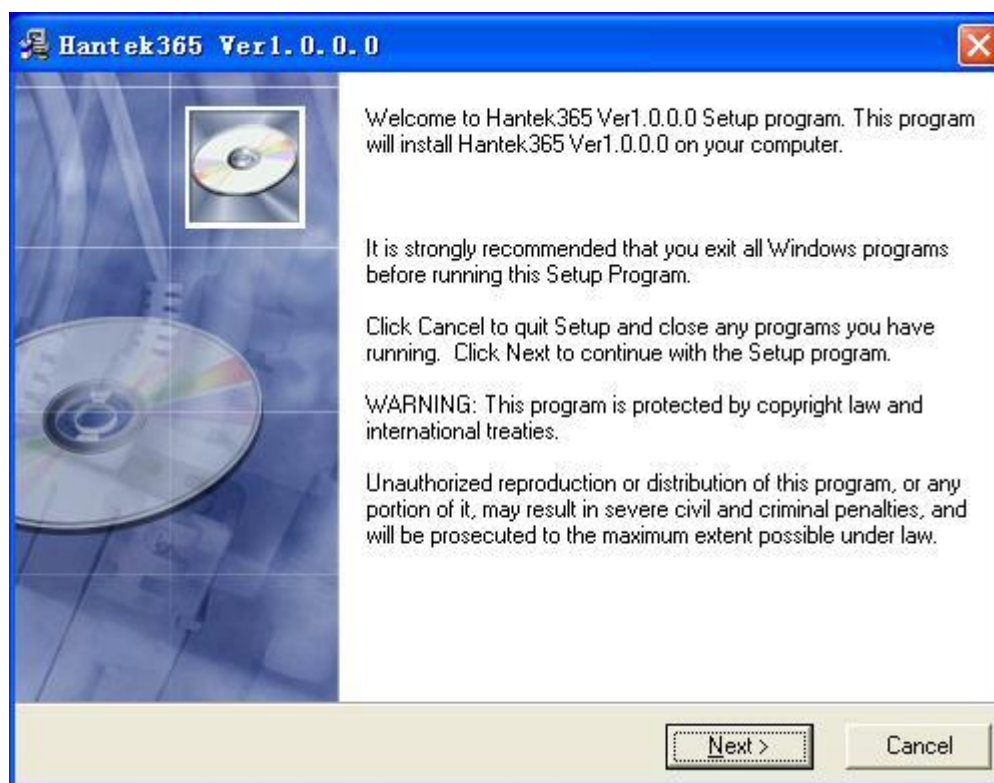 Hantek365 Ver1.0.0.0
Welcome to Hantek365 Ver1.0.0.0 Setup program. This program
will install Hantek365 Ver1.0.0.0 on your computer.
It is strongly recommended that you exit all Windows programs
before running this Setup Program.
Click Cancel to quit Setup and close any programs you have
running. Click Next to continue with the Setup program.
WARNING: This program is protected by copyright law and
international treaties.
Unauthorized reproduction or distribution of this program, or any
portion of it, may result in severe civil and criminal penalties, and
will be prosecuted to the maximum extent possible under law.
Next >
Cancel